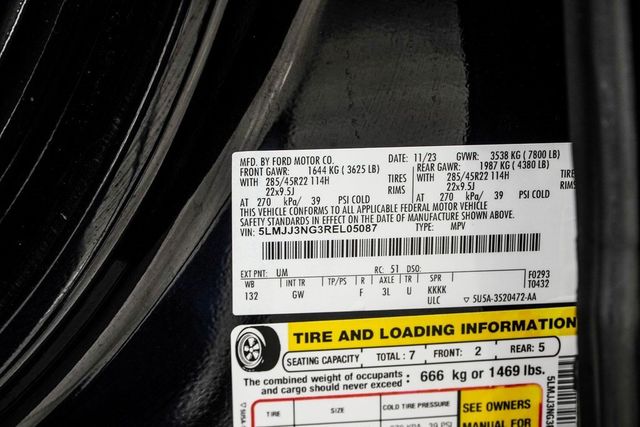 MFD. BY FORD MOTOR CO. DATE: 11/23 GVWR: 3538 KG ( 7800 LB)
FRONT GAWR: 1644 KG ( 3625 LB) REAR GAWR: 1987 KG ( 4380 LB)
WITH 285/45R22 114H TIRES WITH 285/45R22 114H TIRE
22x9.5J RIMS 22x9.5J RIMS
AT 270 kPa/ 39 PSI COLD AT 270 kPa/ 39 PSI COLD
THIS VEHICLE CONFORMS TO ALL APPLICABLE FEDERAL MOTOR VEHICLE
SAFETY STANDARDS IN EFFECT ON THE DATE OF MANUFACTURE SHOWN ABOVE.
VIN: 5LMJJ3NG3REL05087 TYPE: MPV
EXT PNT: UM RC: 51 DSO:
WB INT TR TP/PS R AXLE TR SPR F0293
132 GW F 3L U KKKK T0432
ULC ▽ 5U5A-3520472-AA
TIRE AND LOADING INFORMATION
SEATING CAPACITY TOTAL : 7 FRONT: 2 REAR: 5
The combined weight of occupants and cargo should never exceed : 666 kg or 1469 lbs.
TIRE SIZE COLD TIRE PRESSURE SEE OWNERS
MANUAL FOR
5LMJJ3NG3